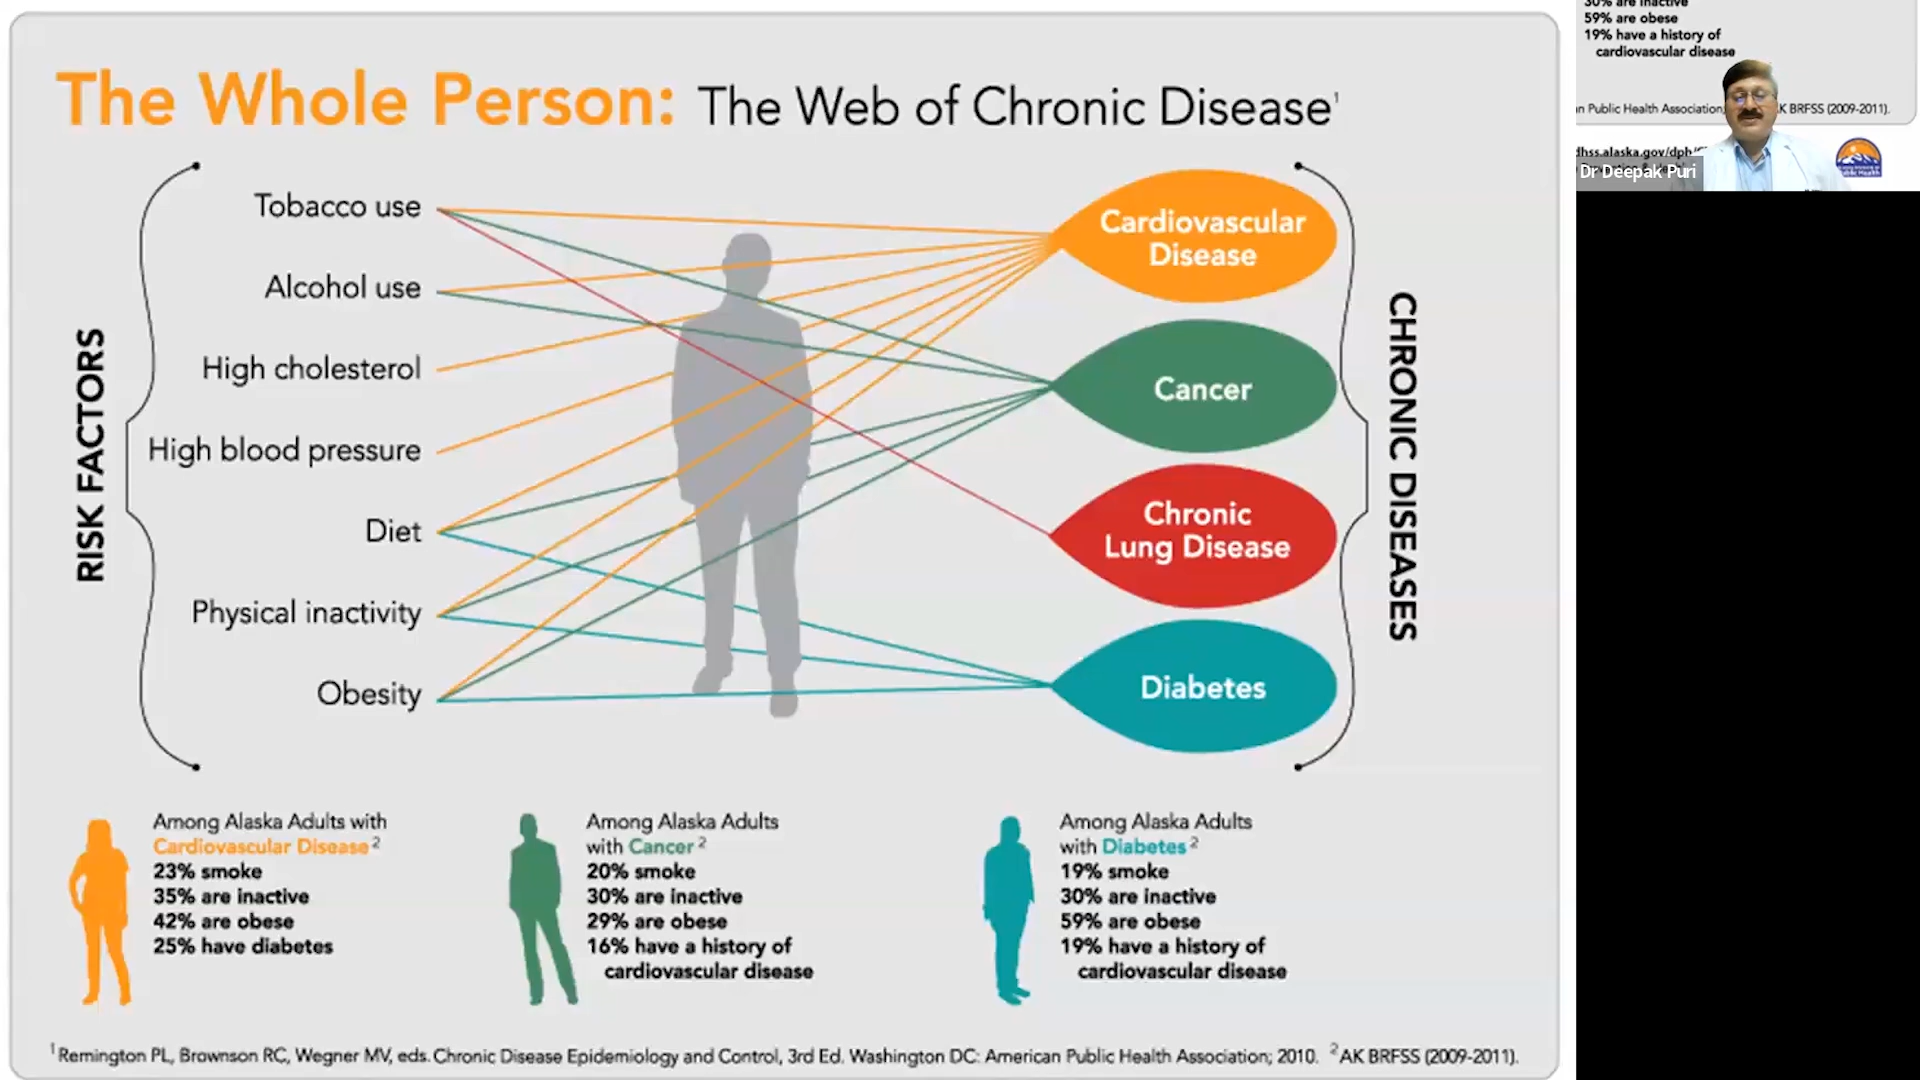 The Whole Person: The Web of Chronic Disease¹
RISK FACTORS
Tobacco use
Alcohol use
High cholesterol
High blood pressure
Diet
Physical inactivity
Obesity
Cardiovascular
Disease
Cancer
Chronic
Lung Disease
Diabetes
CHRONIC DISEASES
Among Alaska Adults with
Cardiovascular Disease²
23% smoke
35% are inactive
42% are obese
25% have diabetes
Among Alaska Adults
with Cancer²
20% smoke
30% are inactive
29% are obese
16% have a history of
cardiovascular disease
Among Alaska Adults
with Diabetes²
19% smoke
30% are inactive
59% are obese
19% have a history of
cardiovascular disease
¹Remington PL, Brownson RC, Wegner MV, eds. Chronic Disease Epidemiology and Control, 3rd Ed. Washington DC: American Public Health Association; 2010. ²AK BRFSS (2009-2011).
30% are inactive
59% are obese
19% have a history of
cardiovascular disease
n Public Health Association; AK BRFSS (2009-2011).
dhss.alaska.gov/dph/
Dr Deepak Puri